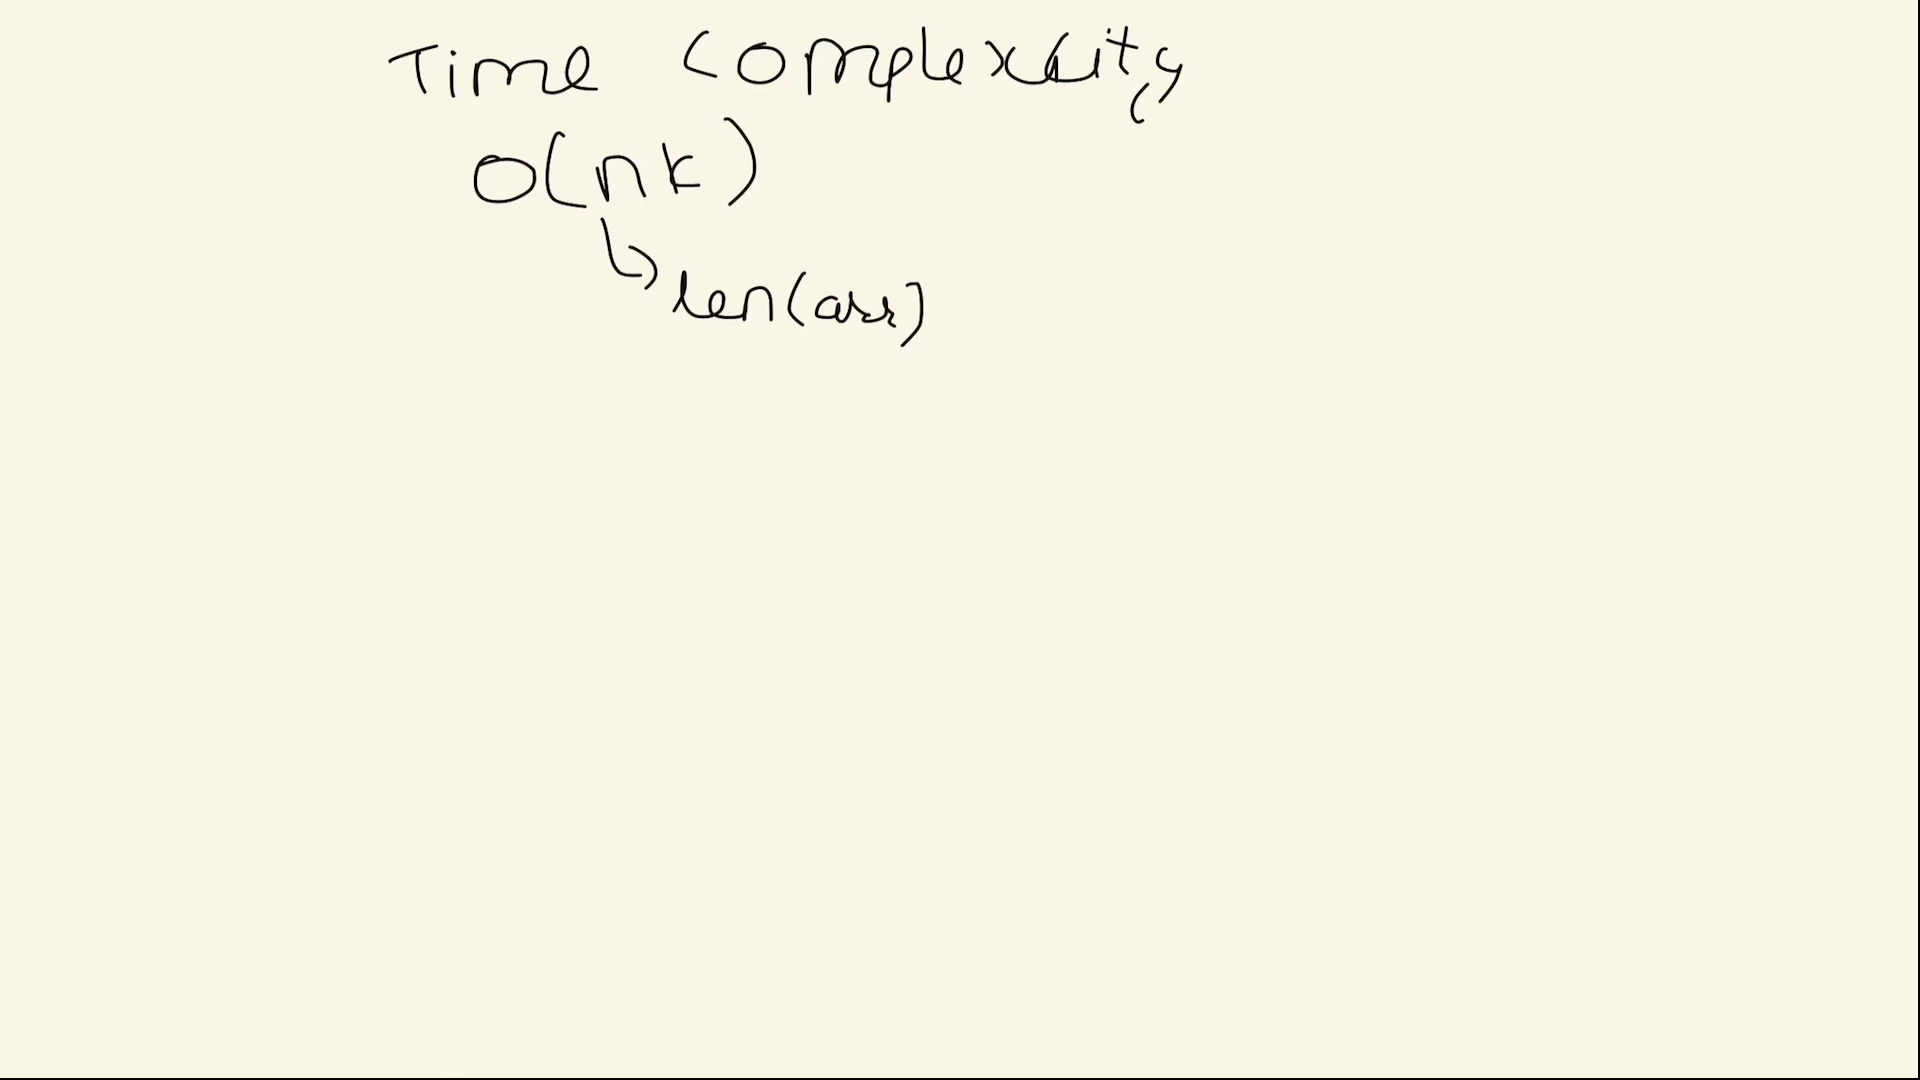 Time complexity
O(nk)
↳ len(arr)